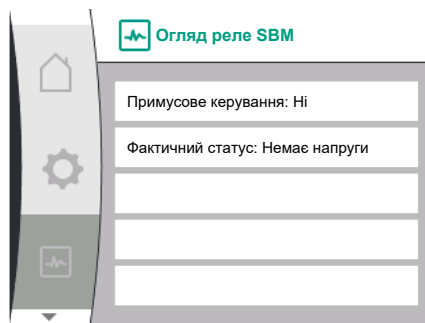 Огляд реле SBM
Примусове керування: Ні
Фактичний статус: Немає напруги